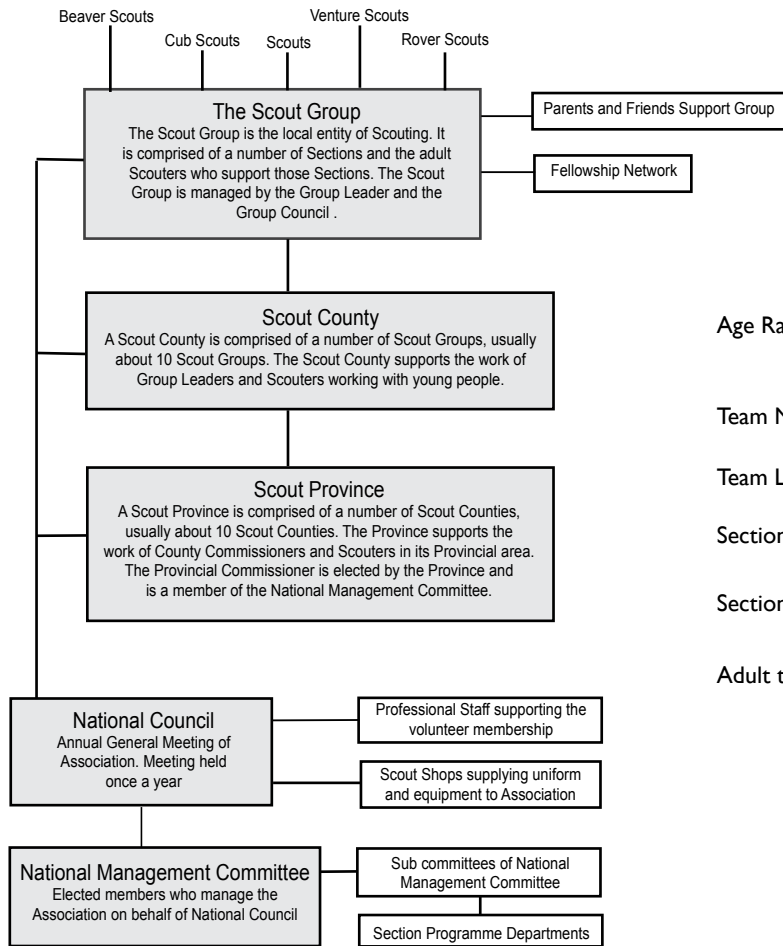 Beaver Scouts
Cub Scouts
Scouts
Venture Scouts
Rover Scouts
The Scout Group
The Scout Group is the local entity of Scouting. It
is comprised of a number of Sections and the adult
Scouters who support those Sections. The Scout
Group is managed by the Group Leader and the
Group Council .
Parents and Friends Support Group
Fellowship Network
Scout County
A Scout County is comprised of a number of Scout Groups, usually
about 10 Scout Groups. The Scout County supports the work of
Group Leaders and Scouters working with young people.
Scout Province
A Scout Province is comprised of a number of Scout Counties,
usually about 10 Scout Counties. The Province supports the
work of County Commissioners and Scouters in its Provincial area.
The Provincial Commissioner is elected by the Province and
is a member of the National Management Committee.
National Council
Annual General Meeting of
Association. Meeting held
once a year
Professional Staff supporting the
volunteer membership
Scout Shops supplying uniform
and equipment to Association
National Management Committee
Elected members who manage the
Association on behalf of National Council
Sub committees of National
Management Committee
Section Programme Departments
Age
Team
Team
Section
Section
Adult